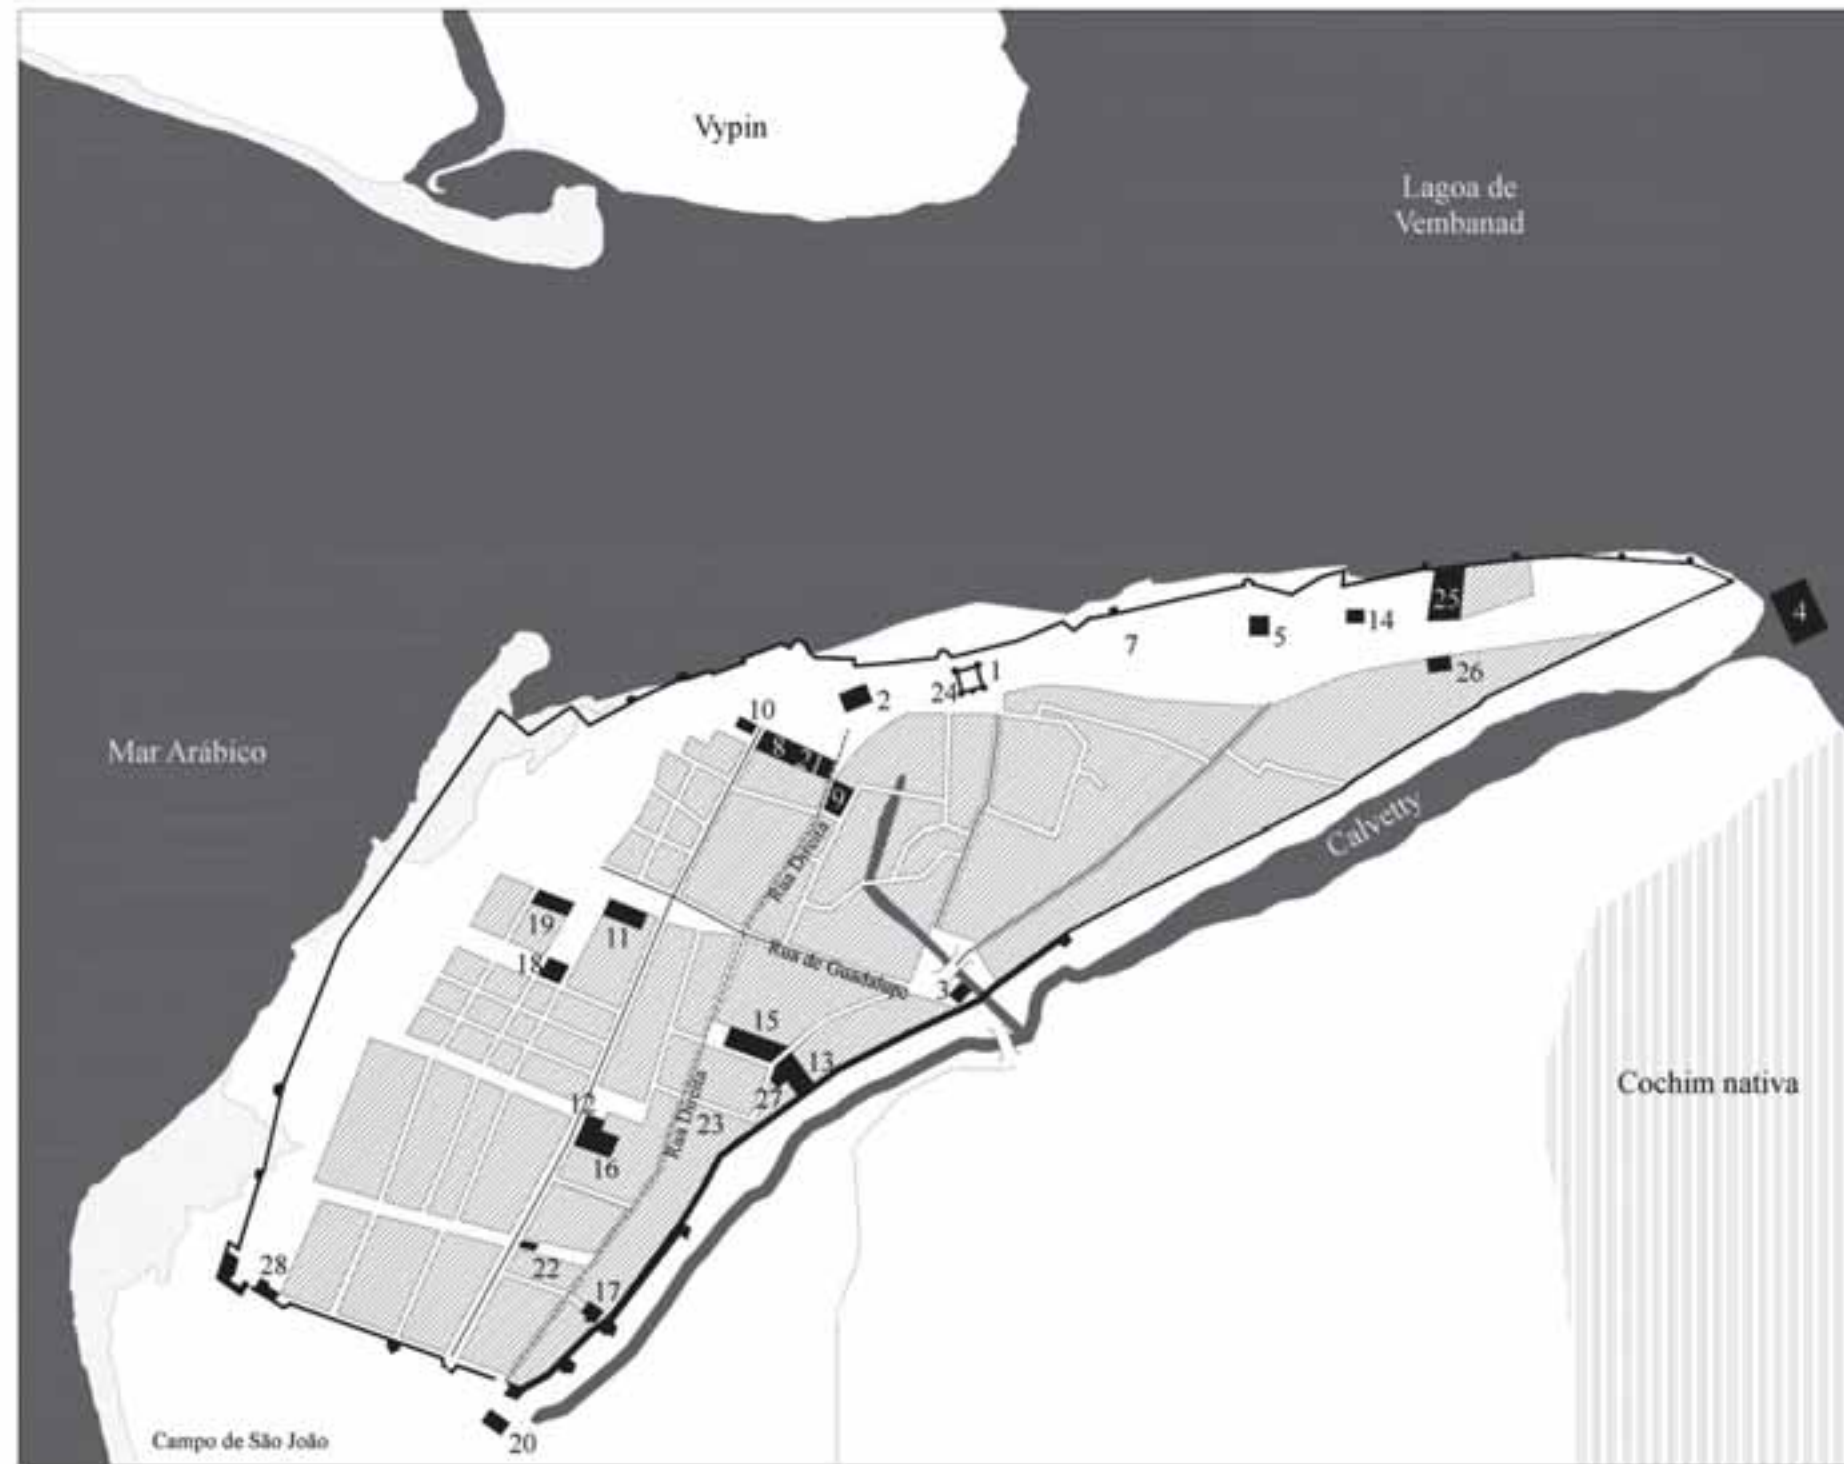 Vypin
Lagoa de
Vembanad
4
25
14
5
7
26
1
24
2
10
8
21
9
Mar Arábico
Calvetty
Rua Direita
19
11
18
Rua de Guadalupe
3
15
13
27
12
23
Rua Direita
16
Cochim nativa
28
22
17
20
Campo de São João